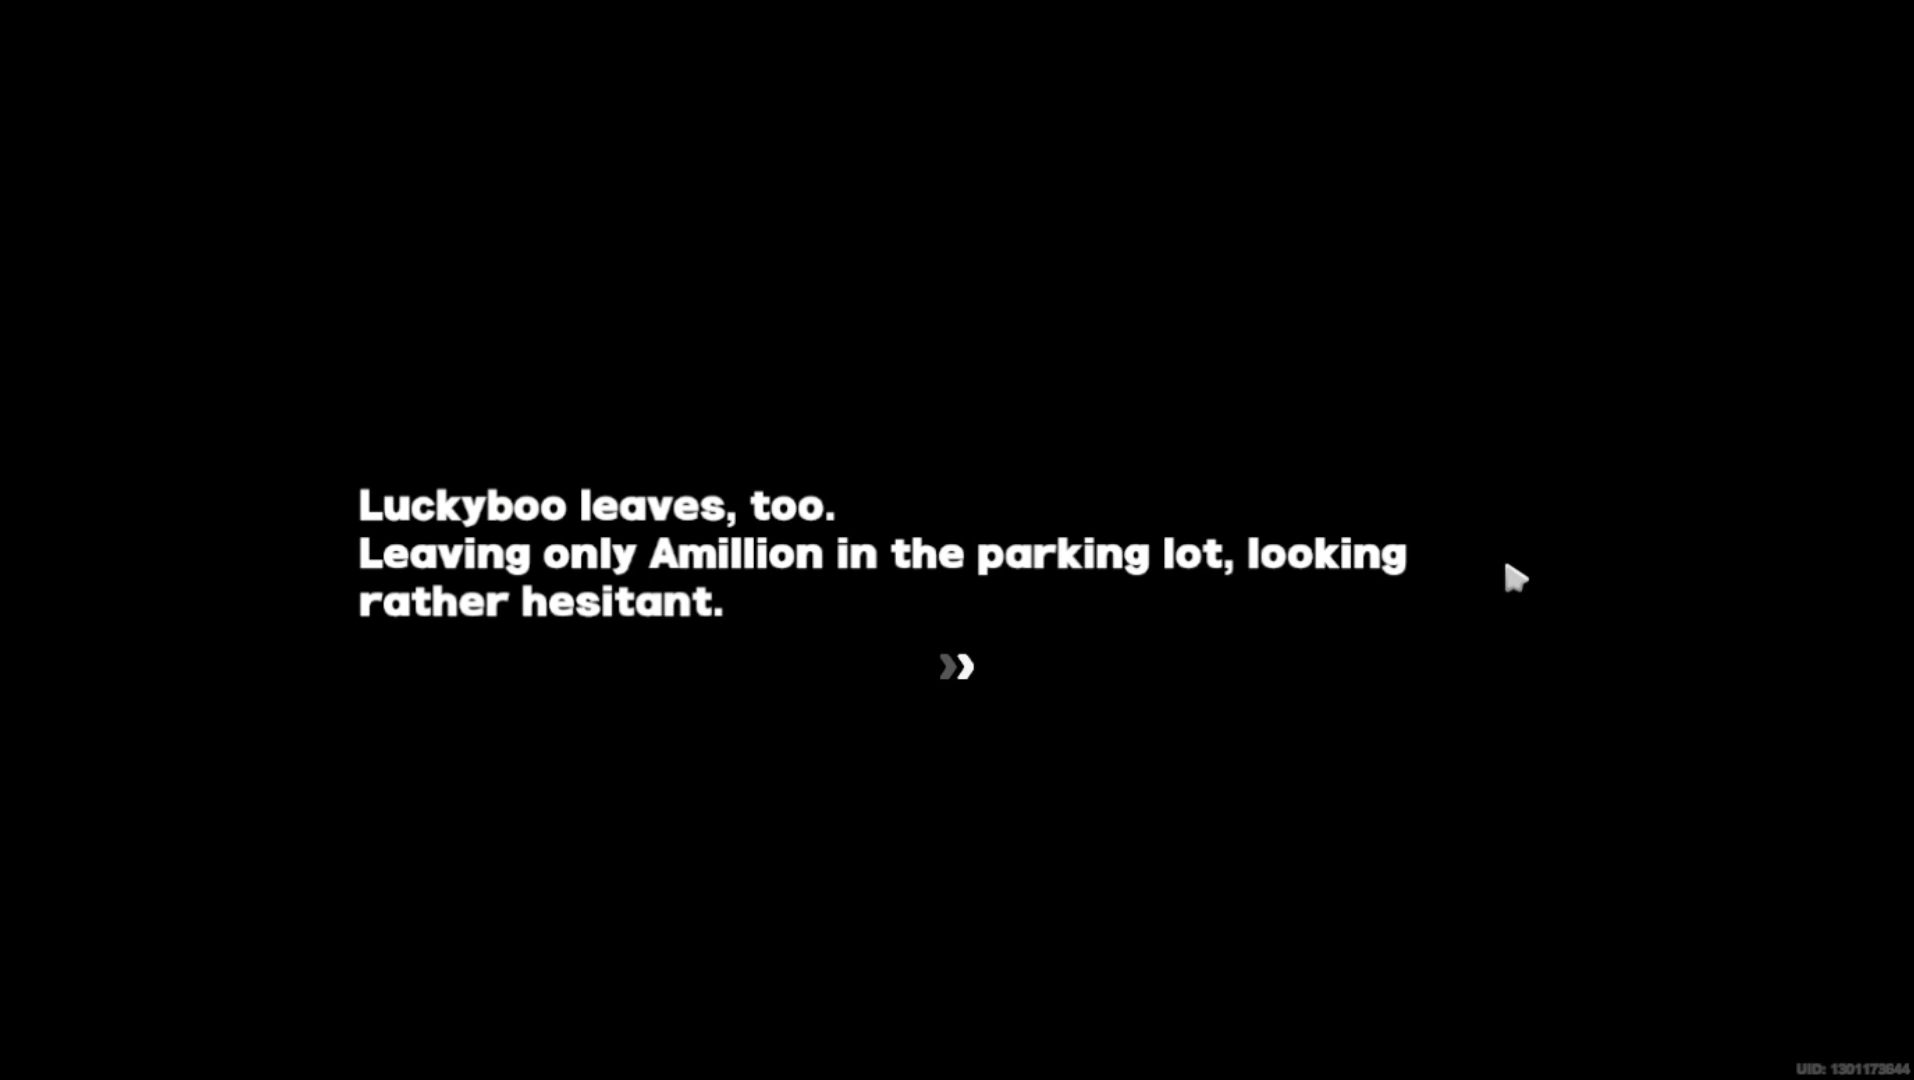 Luckyboo leaves, too.
Leaving only Amillion in the parking lot, looking
rather hesitant.
UID: 1301173644